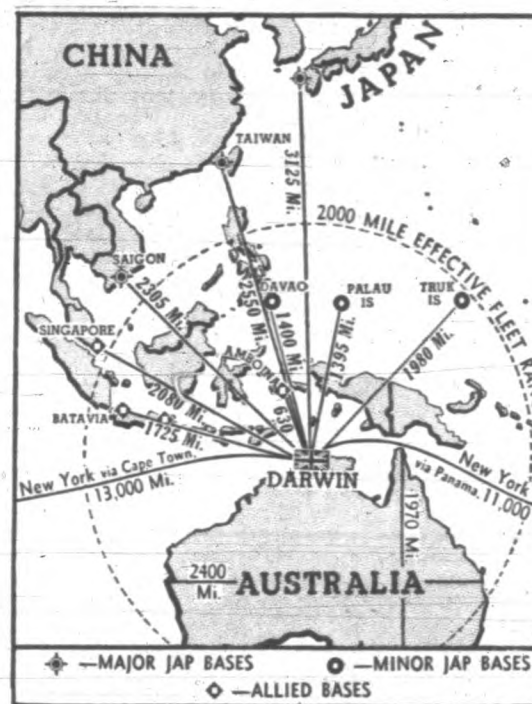 CHINA
JAPAN
TAIWAN
3125 Mi.
2000 MILE EFFECTIVE FLEET
SAIGON
2305 Mi.
2550 Mi.
DAVAO
1400 Mi.
PALAU
IS
1395 Mi.
TRUK
IS
1980 Mi.
SINGAPORE
2080 Mi.
AMBOINA
630
BATAVIA
1725 Mi.
New York via Cape Town.
13,000 Mi.
DARWIN
New York
via Panama. 11,000
1970 Mi.
2400
Mi.
AUSTRALIA
—MAJOR JAP BASES
—MINOR JAP BASES
—ALLIED BASES